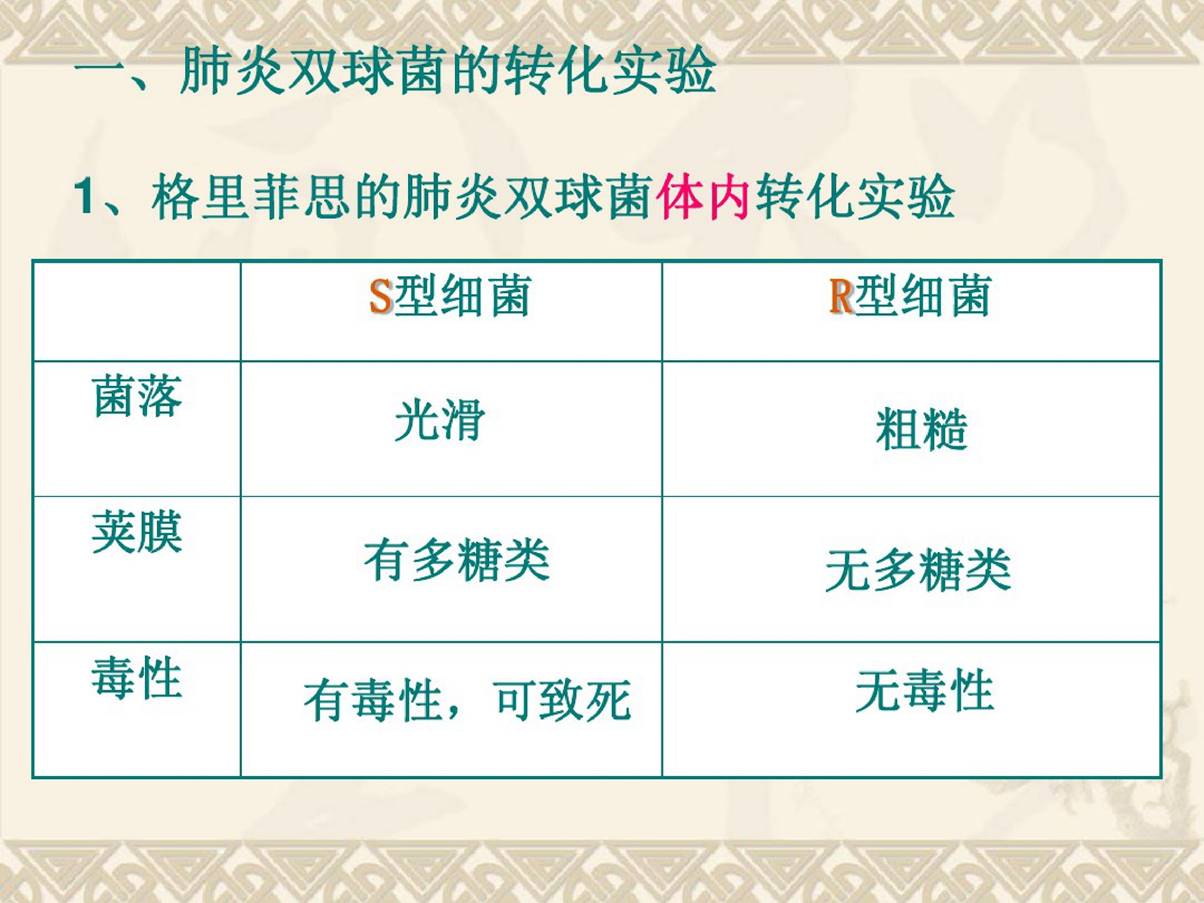 一、肺炎双球菌的转化实验
1、格里菲思的肺炎双球菌体内转化实验
S型细菌 R型细菌
菌落 光滑 粗糙
荚膜 有多糖类 无多糖类
毒性 有毒性，可致死 无毒性